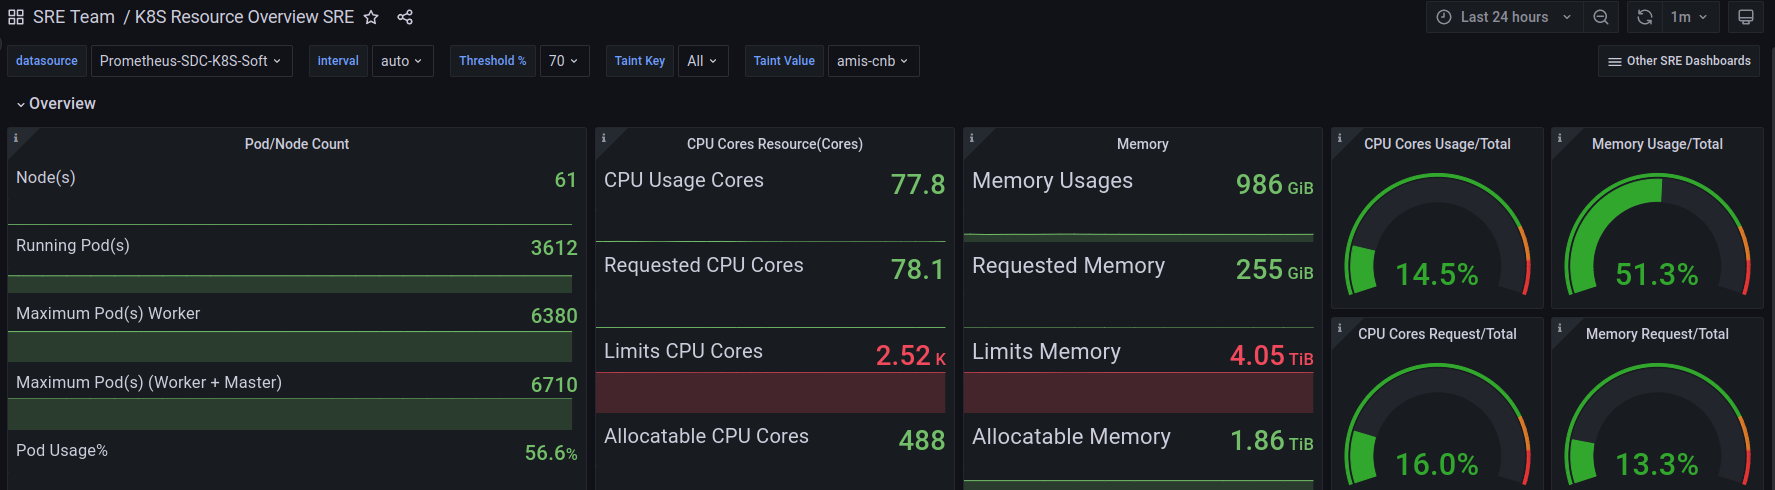 SRE Team / K8S Resource Overview SRE
Last 24 hours
1m
datasource Prometheus-SDC-K8S-Soft interval auto Threshold % 70 Taint Key All Taint Value amis-cnb Other SRE Dashboards
Overview
Pod/Node Count
Node(s) 61
Running Pod(s) 3612
Maximum Pod(s) Worker 6380
Maximum Pod(s) (Worker + Master) 6710
Pod Usage% 56.6%
CPU Cores Resource(Cores)
CPU Usage Cores 77.8
Requested CPU Cores 78.1
Limits CPU Cores 2.52 K
Allocatable CPU Cores 488
Memory
Memory Usages 986 GiB
Requested Memory 255 GiB
Limits Memory 4.05 TiB
Allocatable Memory 1.86 TiB
CPU Cores Usage/Total
14.5%
Memory Usage/Total
51.3%
CPU Cores Request/Total
16.0%
Memory Request/Total
13.3%